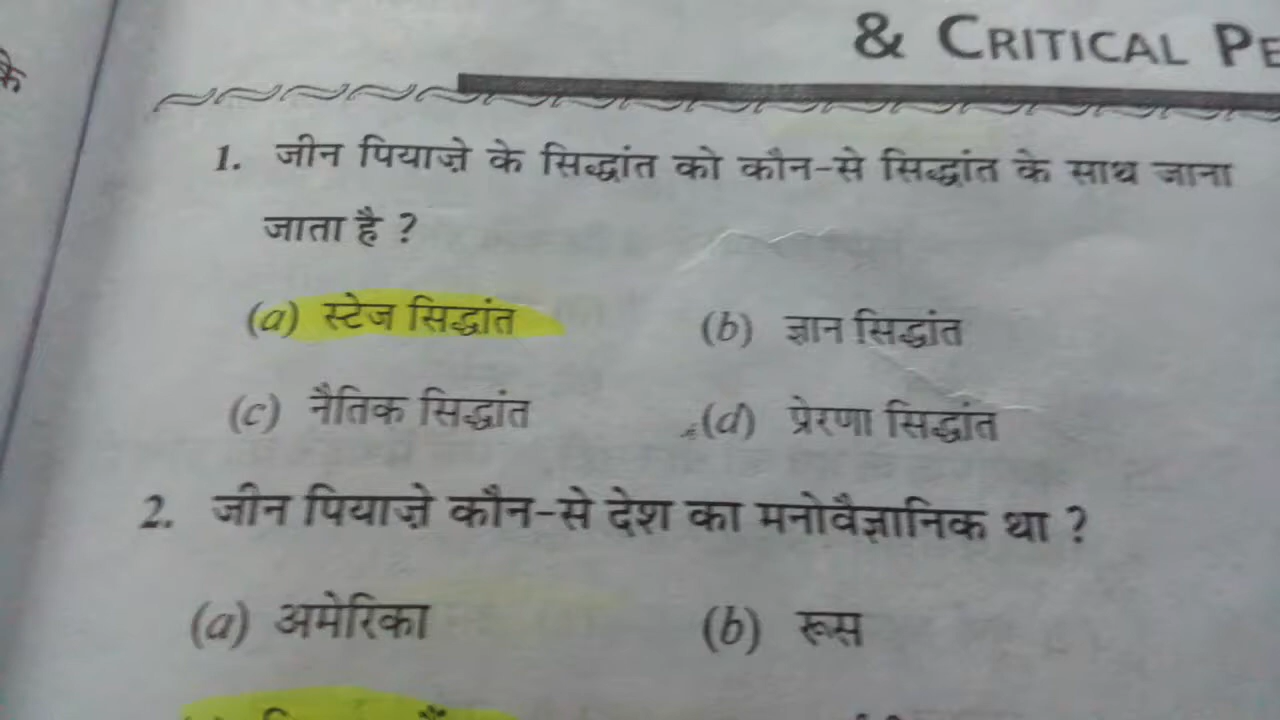 के
& CRITICAL PE
1. जीन पियाज़े के सिद्धांत को कौन-से सिद्धांत के साथ जाना
जाता है ?
(a) स्टेज सिद्धांत (b) ज्ञान सिद्धांत
(c) नैतिक सिद्धांत (d) प्रेरणा सिद्धांत
2. जीन पियाज़े कौन-से देश का मनोवैज्ञानिक था ?
(a) अमेरिका (b) रूस